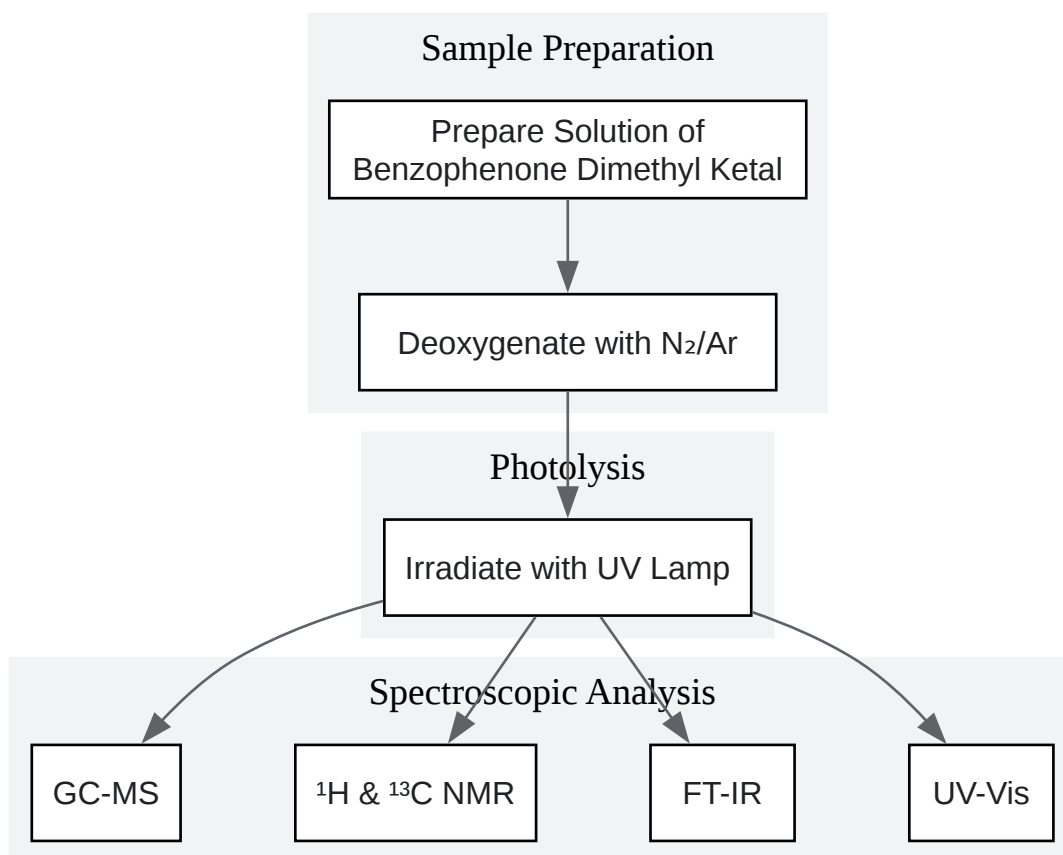 Sample Preparation
Prepare Solution of
Benzophenone Dimethyl Ketal
Deoxygenate with N₂/Ar
Photolysis
Irradiate with UV Lamp
Spectroscopic Analysis
GC-MS
¹H & ¹³C NMR
FT-IR
UV-Vis